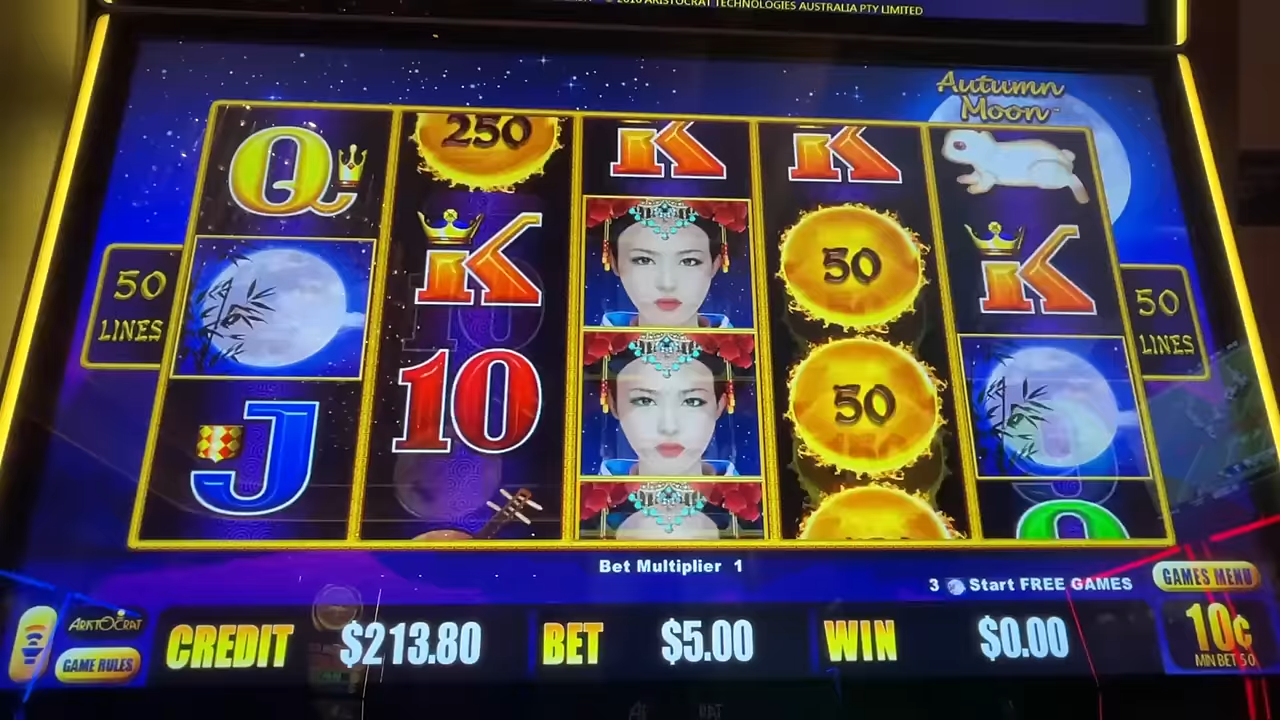 © 2016 ARISTOCRAT TECHNOLOGIES AUSTRALIA PTY LIMITED
Autumn
Moon
Q
250
K
K
50
LINES
K
50
K
50
LINES
J
10
50
Bet Multiplier 1
3 Start FREE GAMES
GAMES MENU
ARISTOCRAT
GAME RULES
CREDIT $213.80
BET $5.00
WIN $0.00
10¢
MIN BET 50